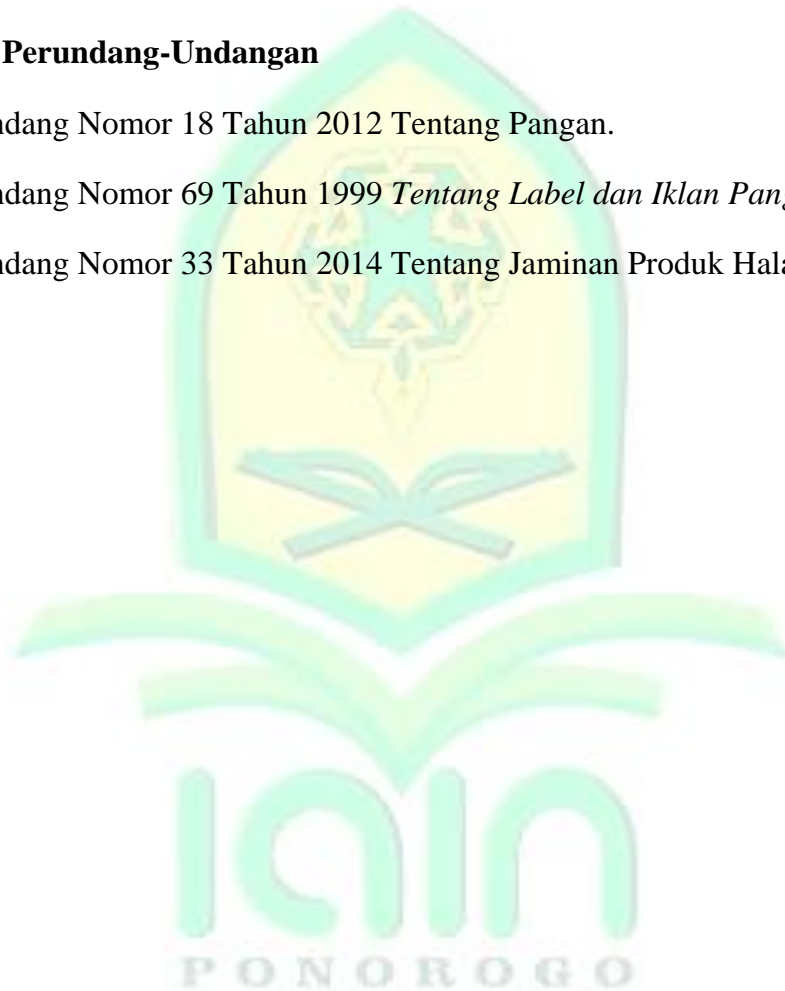 Perundang-Undangan
ndang Nomor 18 Tahun 2012 Tentang Pangan.
ndang Nomor 69 Tahun 1999 Tentang Label dan Iklan Pang
ndang Nomor 33 Tahun 2014 Tentang Jaminan Produk Hala
iain
PONOROGO